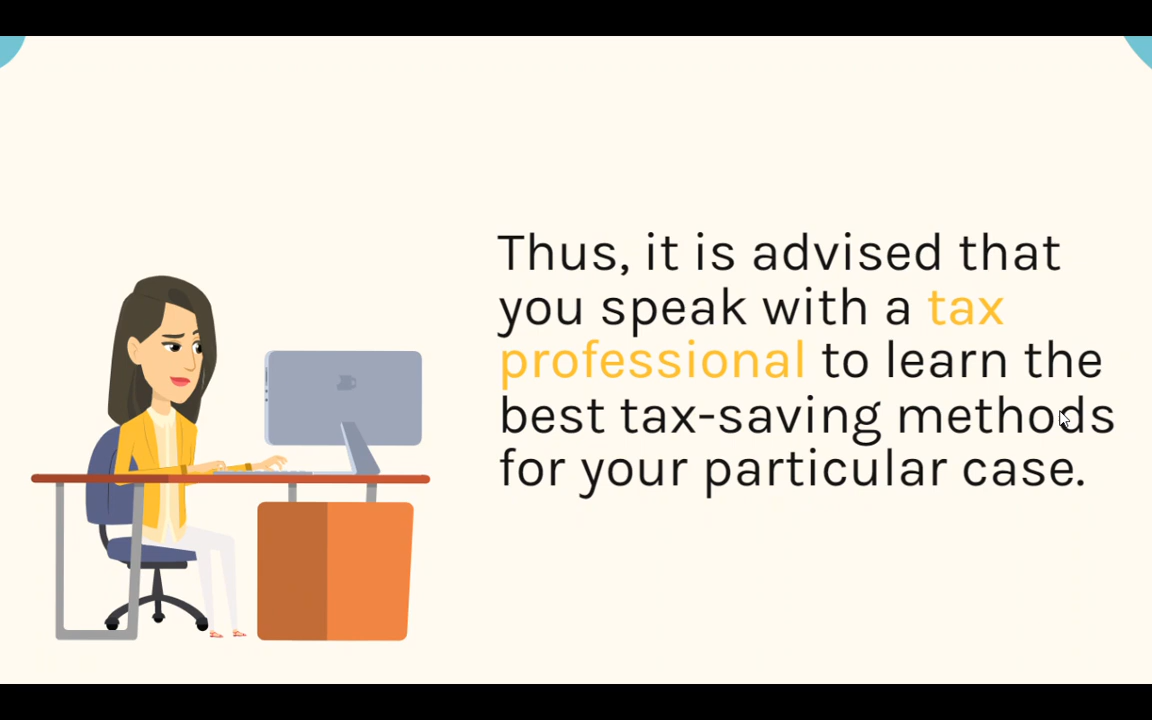 Thus, it is advised that
you speak with a tax
professional to learn the
best tax-saving methods
for your particular case.